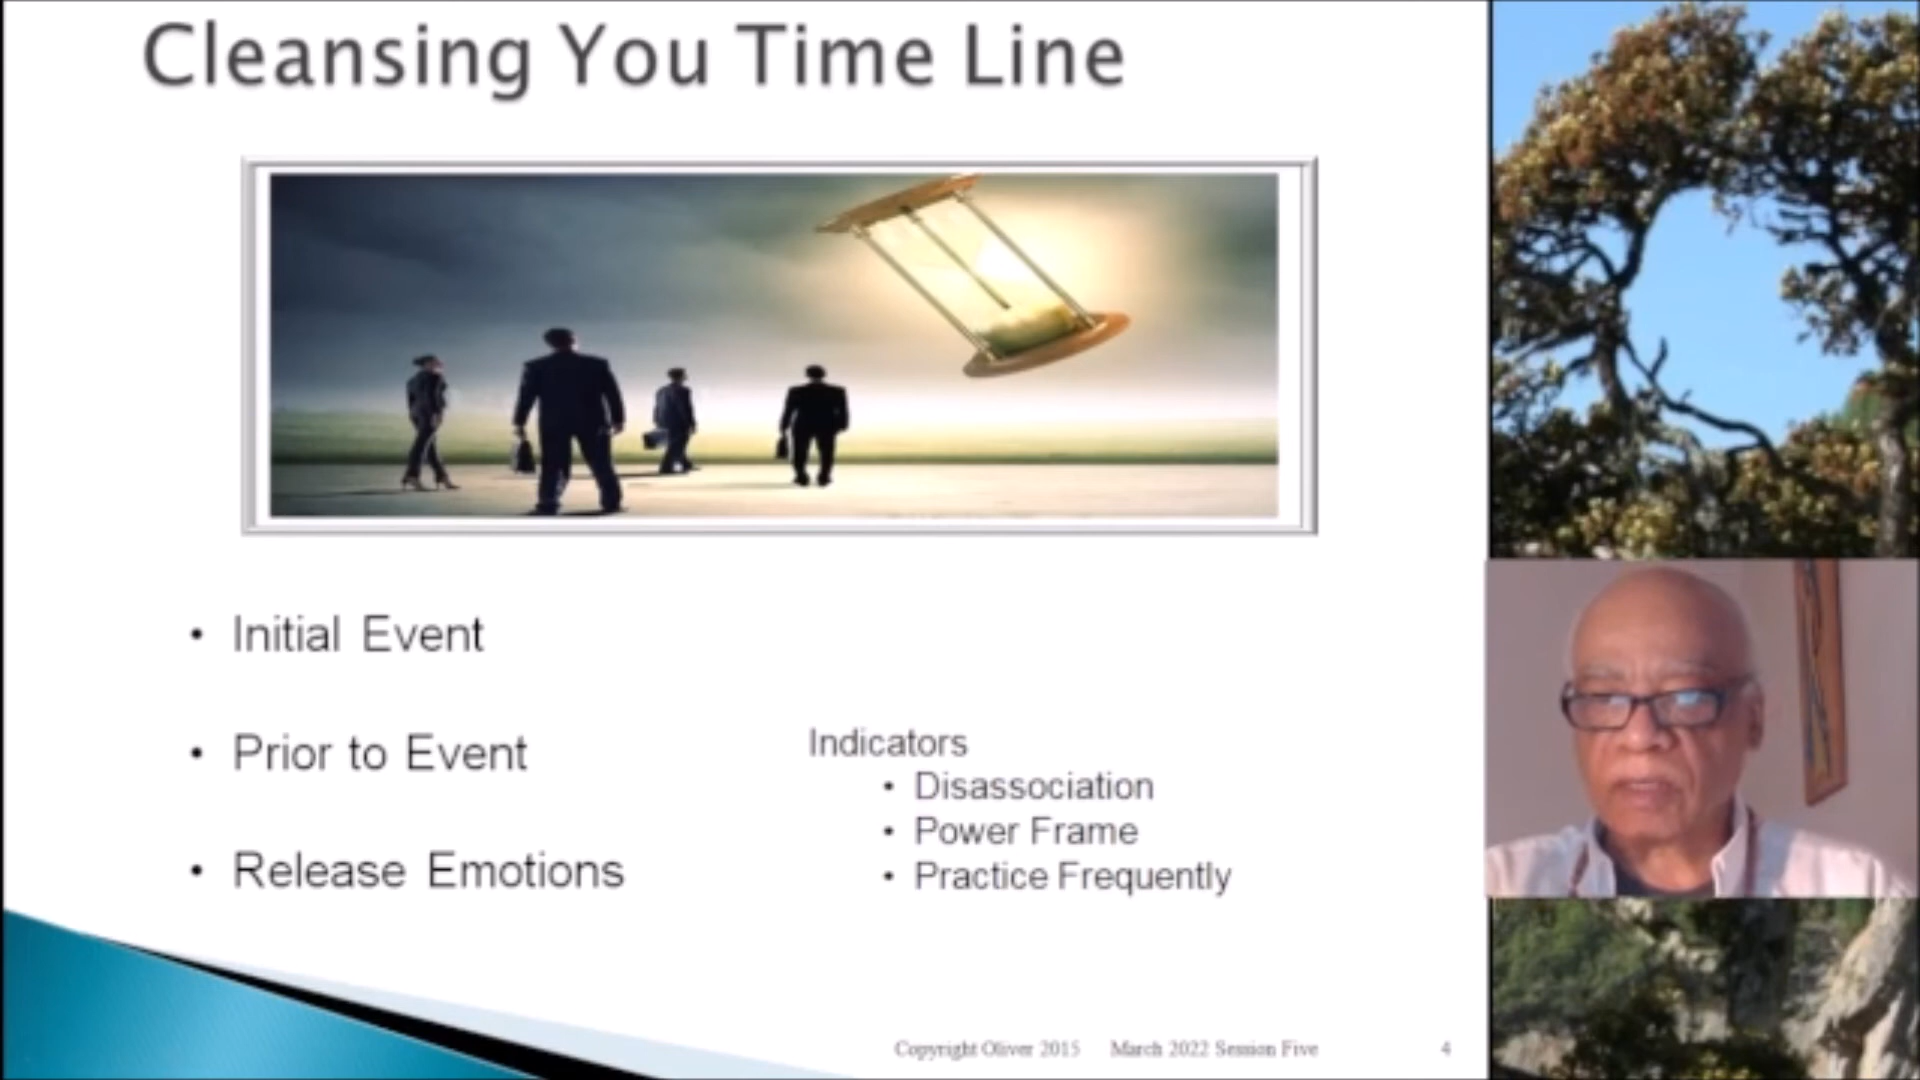 Cleansing You Time Line
• Initial Event
• Prior to Event
• Release Emotions
Indicators
• Disassociation
• Power Frame
• Practice Frequently
Copyright Oliver 2015 March 2022 Session Five 4